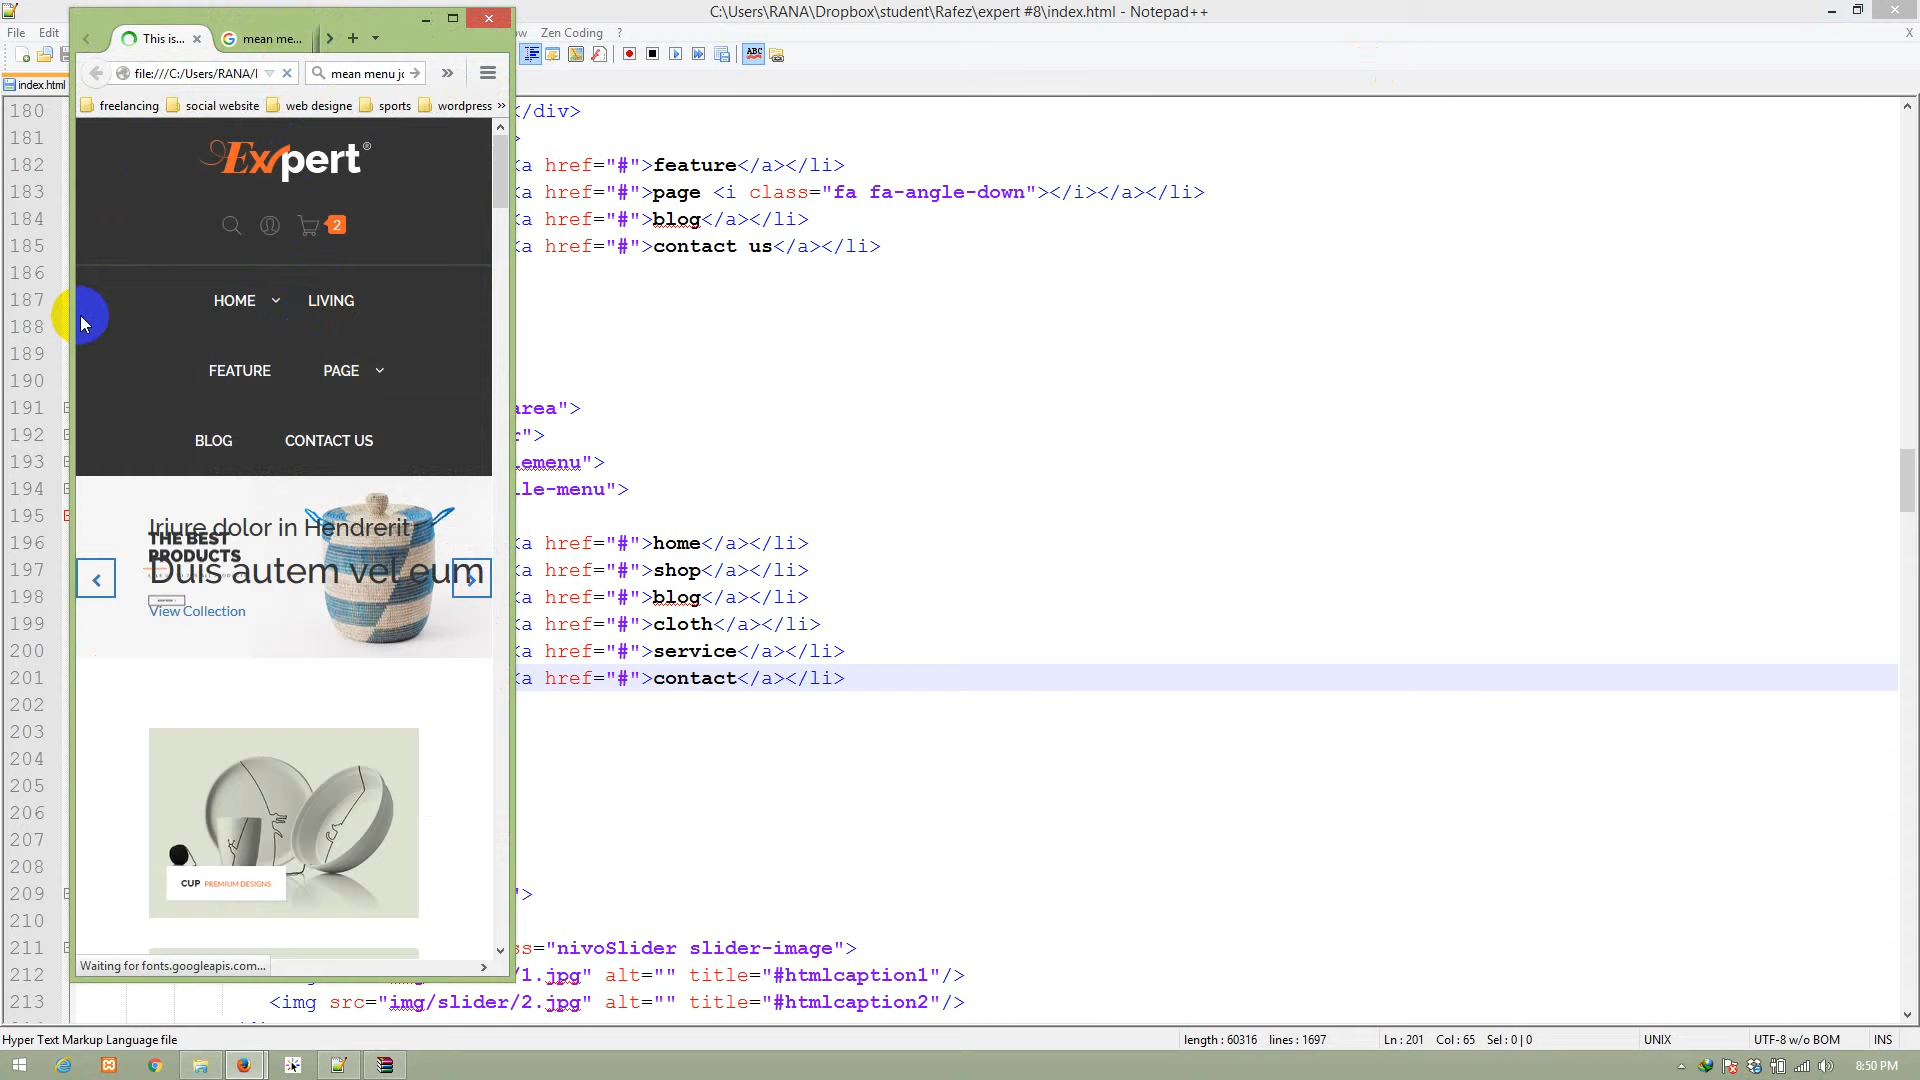 C:\Users\RANA\Dropbox\student\Rafez\expert #8\index.html - Notepad++
File Edit Zen Coding ? X
index.html
This is... mean me...
file:///C:/Users/RANA/I mean menu jc
freelancing social website web designe sports wordpress »
Expert®
2
HOME LIVING
FEATURE PAGE
BLOG CONTACT US
Iriure dolor in Hendrerit
THE BEST
PRODUCTS
Duis autem vel eum
View Collection
CUP PREMIUM DESIGNS
Waiting for fonts.googleapis.com...
180 /div>
181 >
182 <a href="#">feature</a></li>
183 <a href="#">page <i class="fa fa-angle-down"></i></a></li>
184 <a href="#">blog</a></li>
185 <a href="#">contact us</a></li>
186
187
188
189
190
191 area">
192 r">
193 lemenu">
194 ile-menu">
195
196 <a href="#">home</a></li>
197 <a href="#">shop</a></li>
198 <a href="#">blog</a></li>
199 <a href="#">cloth</a></li>
200 <a href="#">service</a></li>
201 <a href="#">contact</a></li>
202
203
204
205
206
207
208
209 ">
210
211 ss="nivoSlider slider-image">
212 /1.jpg" alt="" title="#htmlcaption1"/>
213 <img src="img/slider/2.jpg" alt="" title="#htmlcaption2"/>
Hyper Text Markup Language file length : 60316 lines : 1697 Ln : 201 Col : 65 Sel : 0 | 0 UNIX UTF-8 w/o BOM INS
8:50 PM